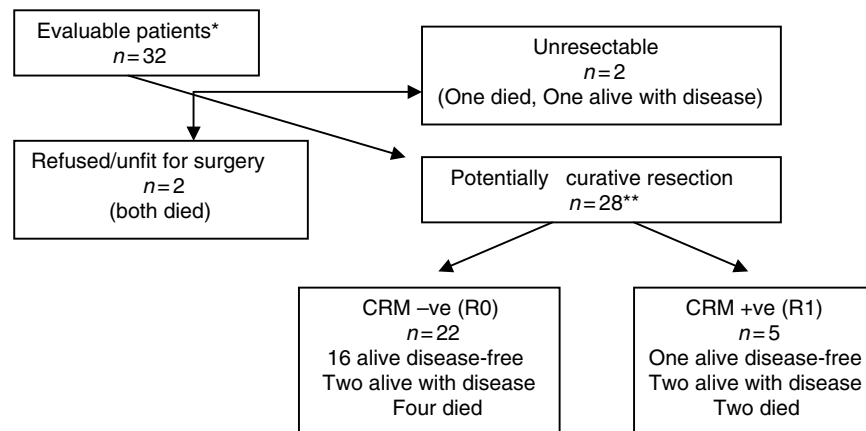 Evaluable patients*
n=32
Unresectable
n=2
(One died, One alive with disease)
Refused/unfit for surgery
n=2
(both died)
Potentially curative resection
n=28**
CRM –ve (R0)
n=22
16 alive disease-free
Two alive with disease
Four died
CRM +ve (R1)
n=5
One alive disease-free
Two alive with disease
Two died